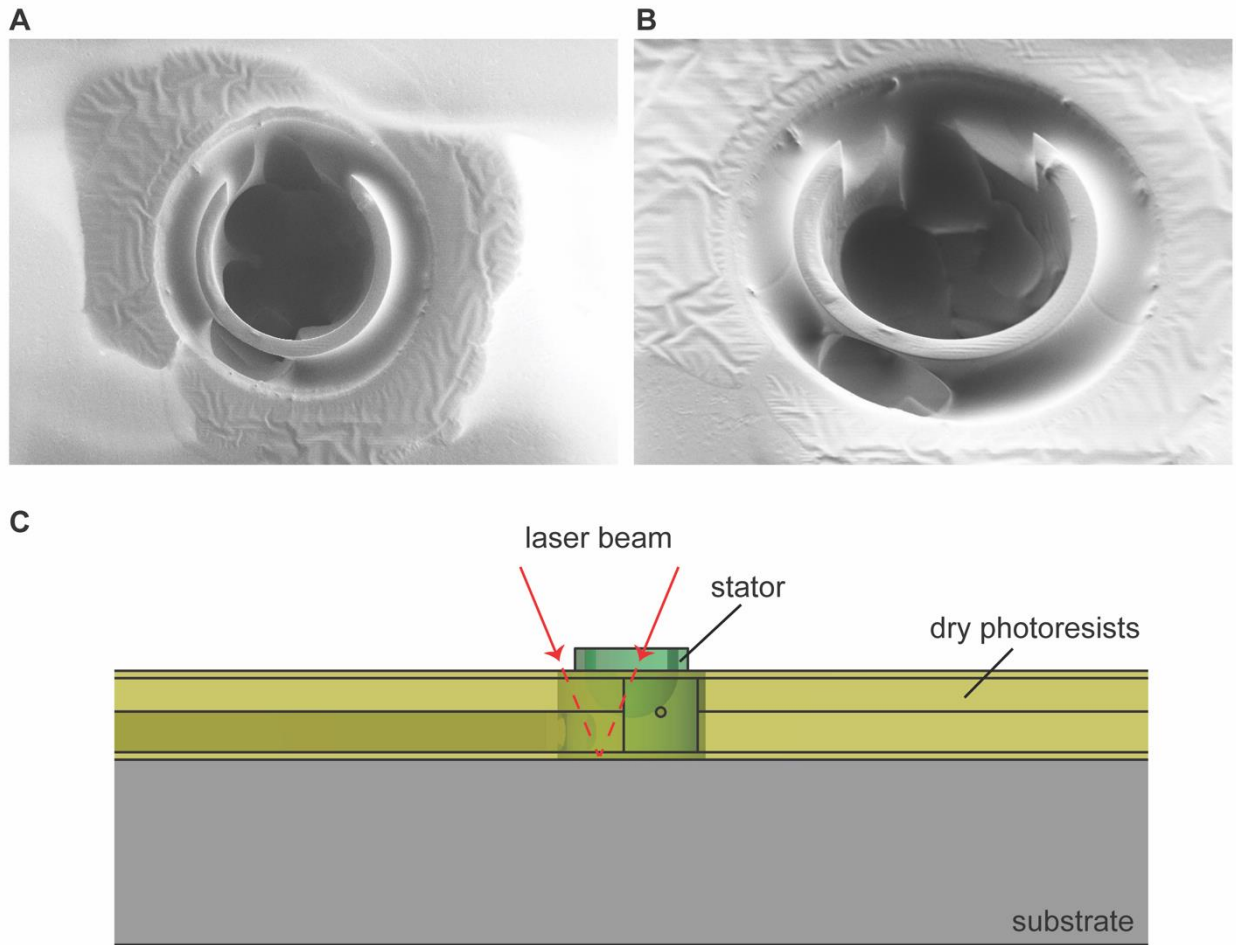 A
B
C
laser beam
stator
dry photoresists
substrate